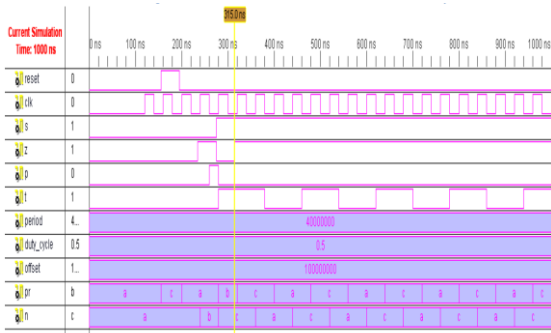 315.0 ns
Current Simulation
Time: 1000 ns
0 ns 100 ns 200 ns 300 ns 400 ns 500 ns 600 ns 700 ns 800 ns 900 ns 1000 ns
reset 0
clk 0
s 1
z 1
p 0
t 1
period 4... 40000000
duty_cycle 0.5 0.5
offset 1... 100000000
pr b a c a b c a c a c a c a c
n c a b c a c a c a c a c